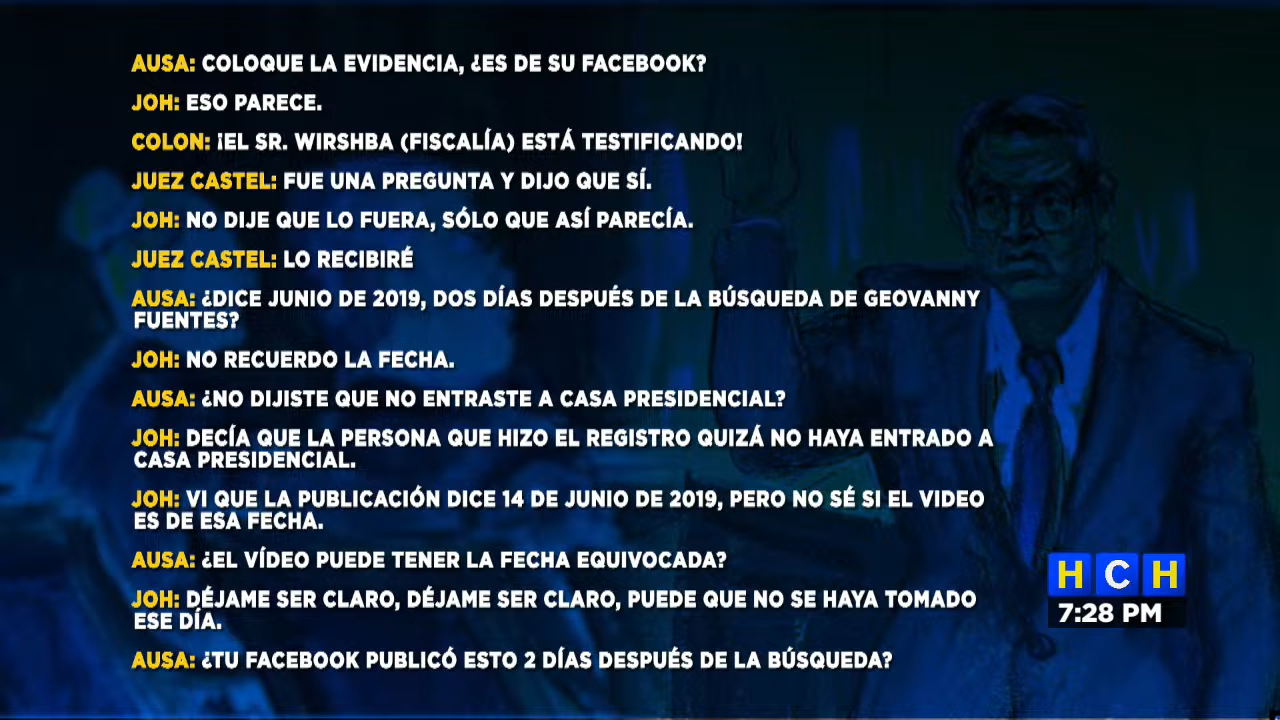 AUSA: COLOQUE LA EVIDENCIA, ¿ES DE SU FACEBOOK?
JOH: ESO PARECE.
COLON: ¡EL SR. WIRSHBA (FISCALÍA) ESTÁ TESTIFICANDO!
JUEZ CASTEL: FUE UNA PREGUNTA Y DIJO QUE SÍ.
JOH: NO DIJE QUE LO FUERA, SÓLO QUE ASÍ PARECÍA.
JUEZ CASTEL: LO RECIBIRÉ
AUSA: ¿DICE JUNIO DE 2019, DOS DÍAS DESPUÉS DE LA BÚSQUEDA DE GEOVANNY
FUENTES?
JOH: NO RECUERDO LA FECHA.
AUSA: ¿NO DIJISTE QUE NO ENTRASTE A CASA PRESIDENCIAL?
JOH: DECÍA QUE LA PERSONA QUE HIZO EL REGISTRO QUIZÁ NO HAYA ENTRADO A
CASA PRESIDENCIAL.
JOH: VI QUE LA PUBLICACIÓN DICE 14 DE JUNIO DE 2019, PERO NO SÉ SI EL VIDEO
ES DE ESA FECHA.
AUSA: ¿EL VÍDEO PUEDE TENER LA FECHA EQUIVOCADA?
JOH: DÉJAME SER CLARO, DÉJAME SER CLARO, PUEDE QUE NO SE HAYA TOMADO
ESE DÍA.
AUSA: ¿TU FACEBOOK PUBLICÓ ESTO 2 DÍAS DESPUÉS DE LA BÚSQUEDA?
HCH
7:28 PM